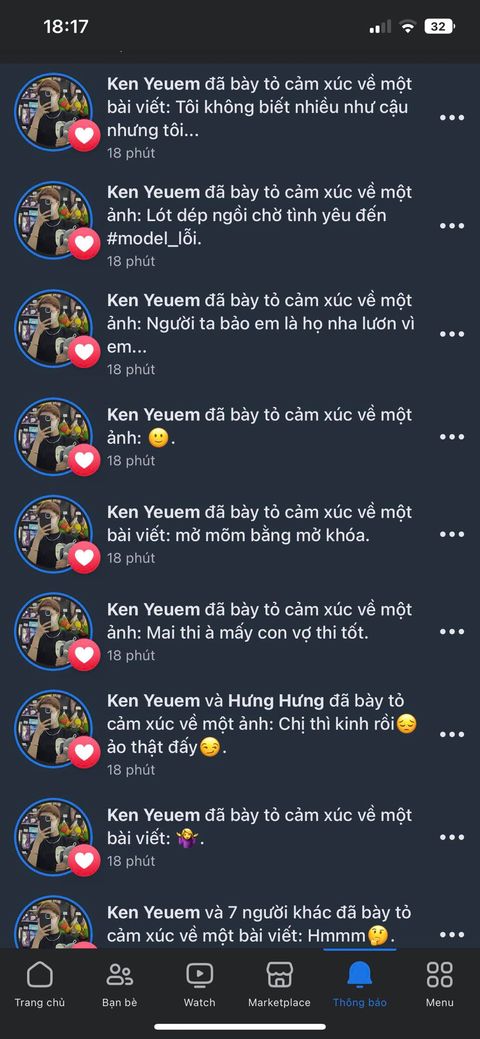 18:17
32
Ken Yeuem đã bày tỏ cảm xúc về một
bài viết: Tôi không biết nhiều như cậu
nhưng tôi...
18 phút
Ken Yeuem đã bày tỏ cảm xúc về một
ảnh: Lót dép ngồi chờ tình yêu đến
#model_lỗi.
18 phút
Ken Yeuem đã bày tỏ cảm xúc về một
ảnh: Người ta bảo em là họ nha lươn vì
em...
18 phút
Ken Yeuem đã bày tỏ cảm xúc về một
ảnh: 🙂.
18 phút
Ken Yeuem đã bày tỏ cảm xúc về một
bài viết: mở mõm bằng mở khóa.
18 phút
Ken Yeuem đã bày tỏ cảm xúc về một
ảnh: Mai thi à mấy con vợ thi tốt.
18 phút
Ken Yeuem và Hưng Hưng đã bày tỏ
cảm xúc về một ảnh: Chị thì kinh rồi😔
ảo thật đấy😏.
18 phút
Ken Yeuem đã bày tỏ cảm xúc về một
bài viết: 🤷‍♀️.
18 phút
Ken Yeuem và 7 người khác đã bày tỏ
cảm xúc về một bài viết: Hmmm🤔.
Trang chủ
Bạn bè
Watch
Marketplace
Thông báo
Menu